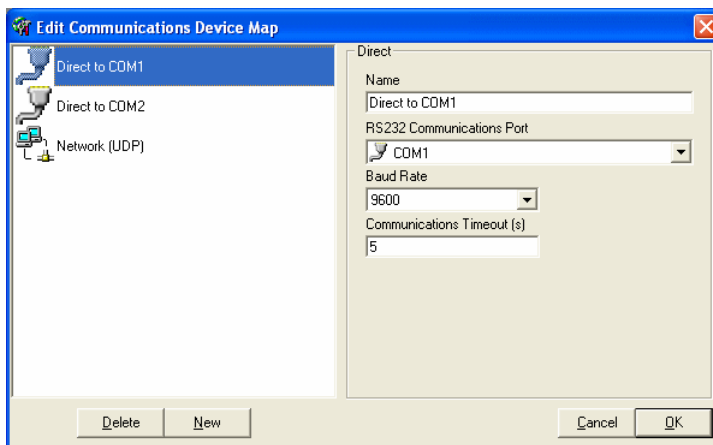 Edit Communications Device Map
Direct to COM1
Direct to COM2
Network (UDP)
Direct
Name
Direct to COM1
RS232 Communications Port
COM1
Baud Rate
9600
Communications Timeout (s)
5
Delete New Cancel OK